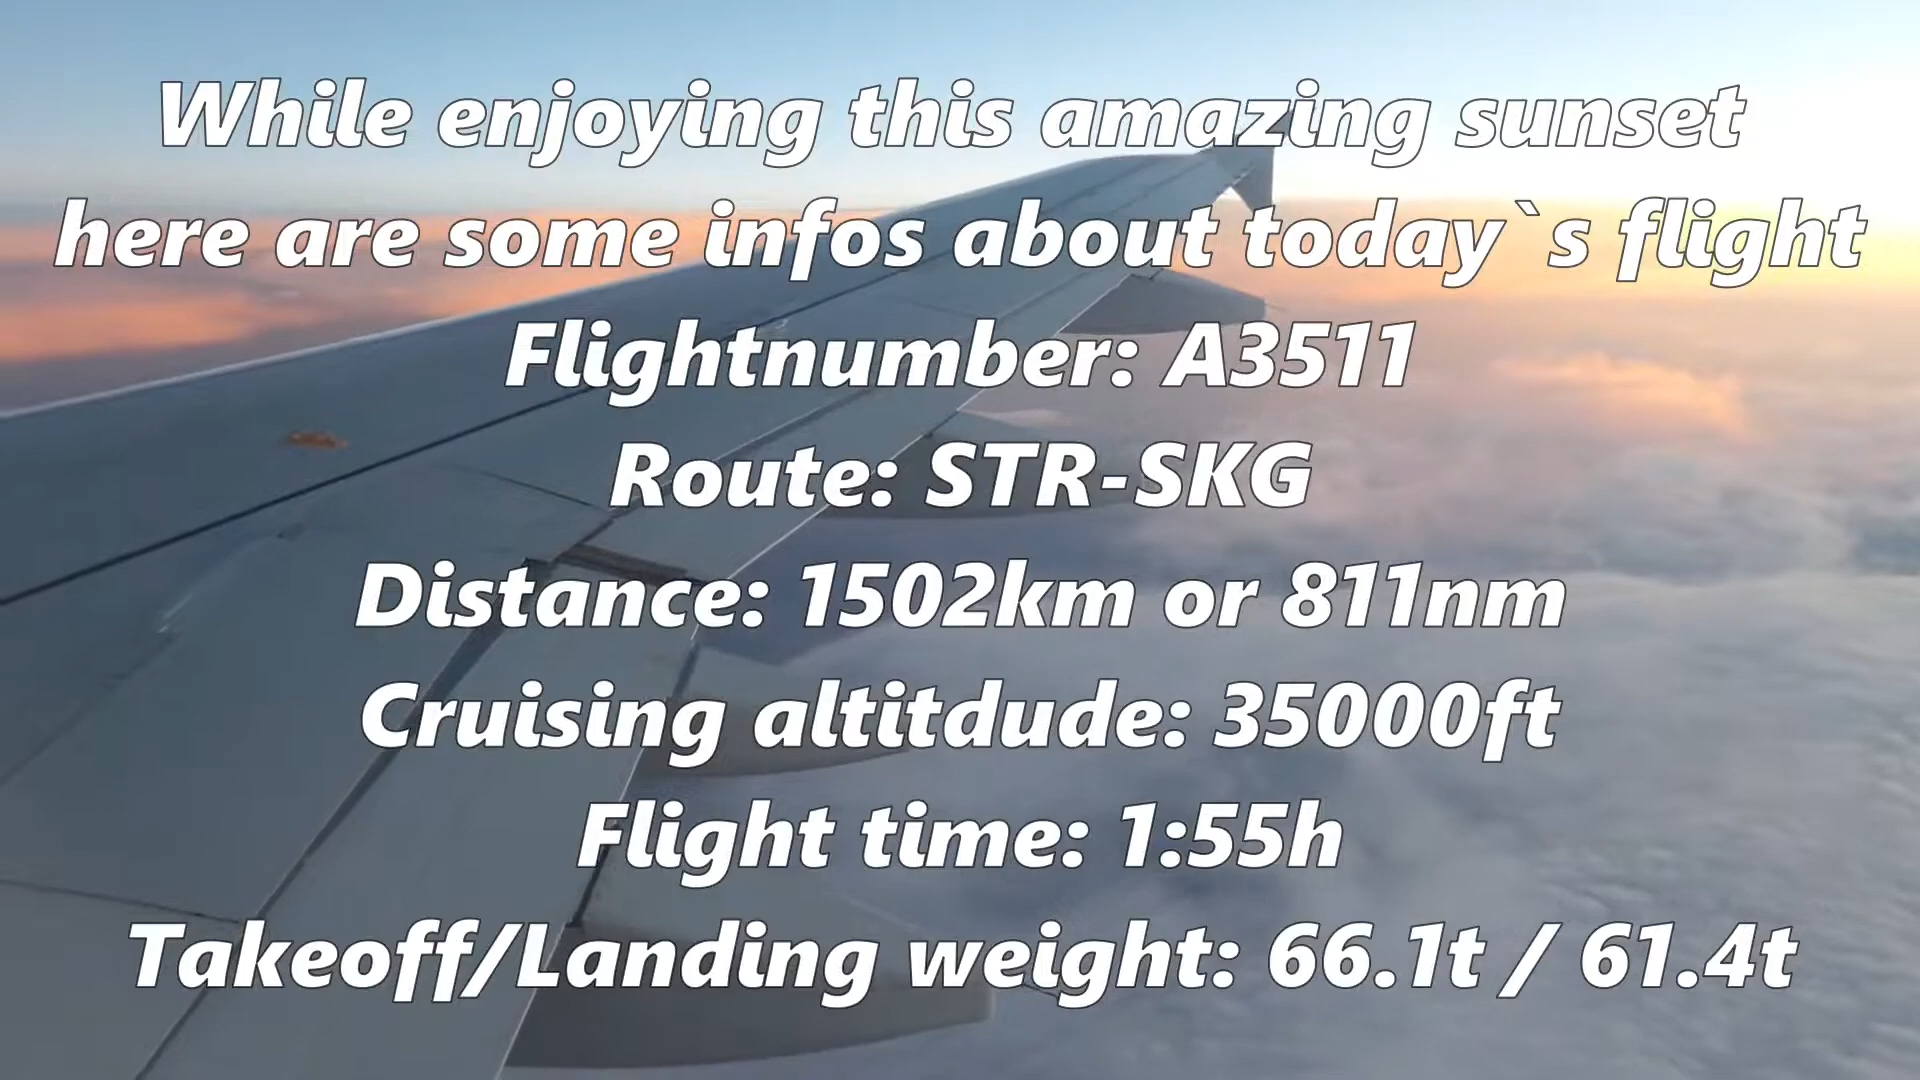 While enjoying this amazing sunset
here are some infos about today`s flight
Flightnumber: A3511
Route: STR-SKG
Distance: 1502km or 811nm
Cruising altitdude: 35000ft
Flight time: 1:55h
Takeoff/Landing weight: 66.1t / 61.4t